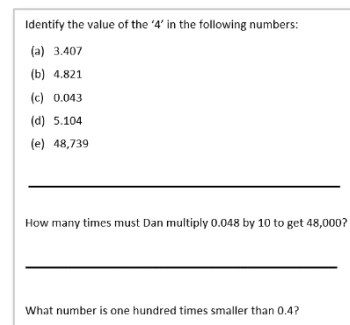 Identify the value of the ‘4’ in the following numbers:
(a) 3.407
(b) 4.821
(c) 0.043
(d) 5.104
(e) 48,739
How many times must Dan multiply 0.048 by 10 to get 48,000?
What number is one hundred times smaller than 0.4?